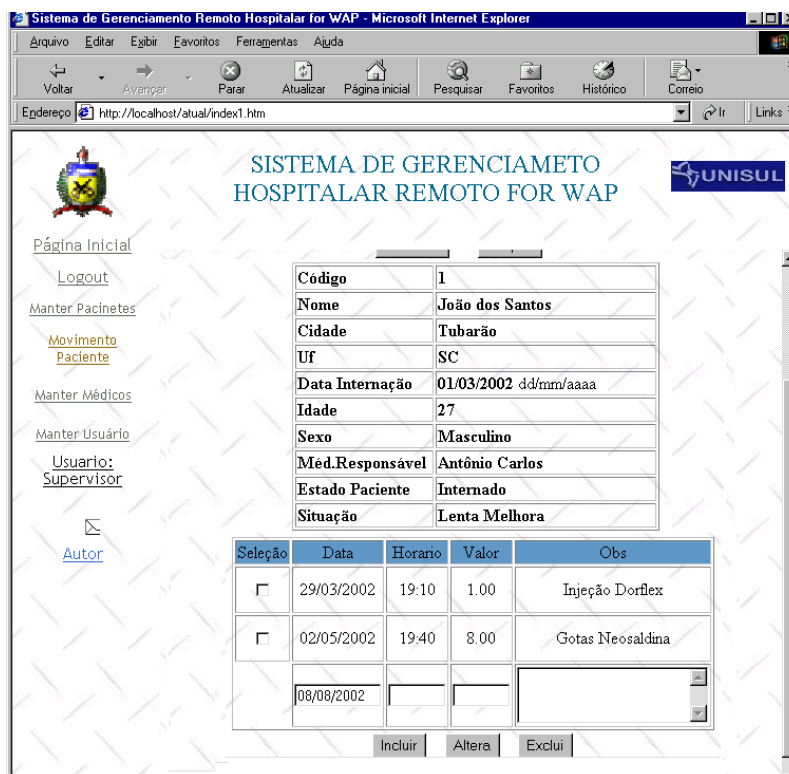 Sistema de Gerenciamento Remoto Hospitalar for WAP - Microsoft Internet Explorer
Arquivo Editar Exibir Favoritos Ferramentas Ajuda
Voltar Avançar Parar Atualizar Página inicial Pesquisar Favoritos Histórico Correio
Endereço http://localhost/atual/index1.htm Ir Links
SISTEMA DE GERENCIAMETO
HOSPITALAR REMOTO FOR WAP
UNISUL
Página Inicial
Logout
Manter Pacinetes
Movimento
Paciente
Manter Médicos
Manter Usuário
Usuario:
Supervisor
Autor
Código 1
Nome João dos Santos
Cidade Tubarão
Uf SC
Data Internação 01/03/2002 dd/mm/aaaa
Idade 27
Sexo Masculino
Méd.Responsável Antônio Carlos
Estado Paciente Internado
Situação Lenta Melhora
Seleção Data Horario Valor Obs
29/03/2002 19:10 1.00 Injeção Dorflex
02/05/2002 19:40 8.00 Gotas Neosaldina
08/08/2002
Incluir Altera Exclui